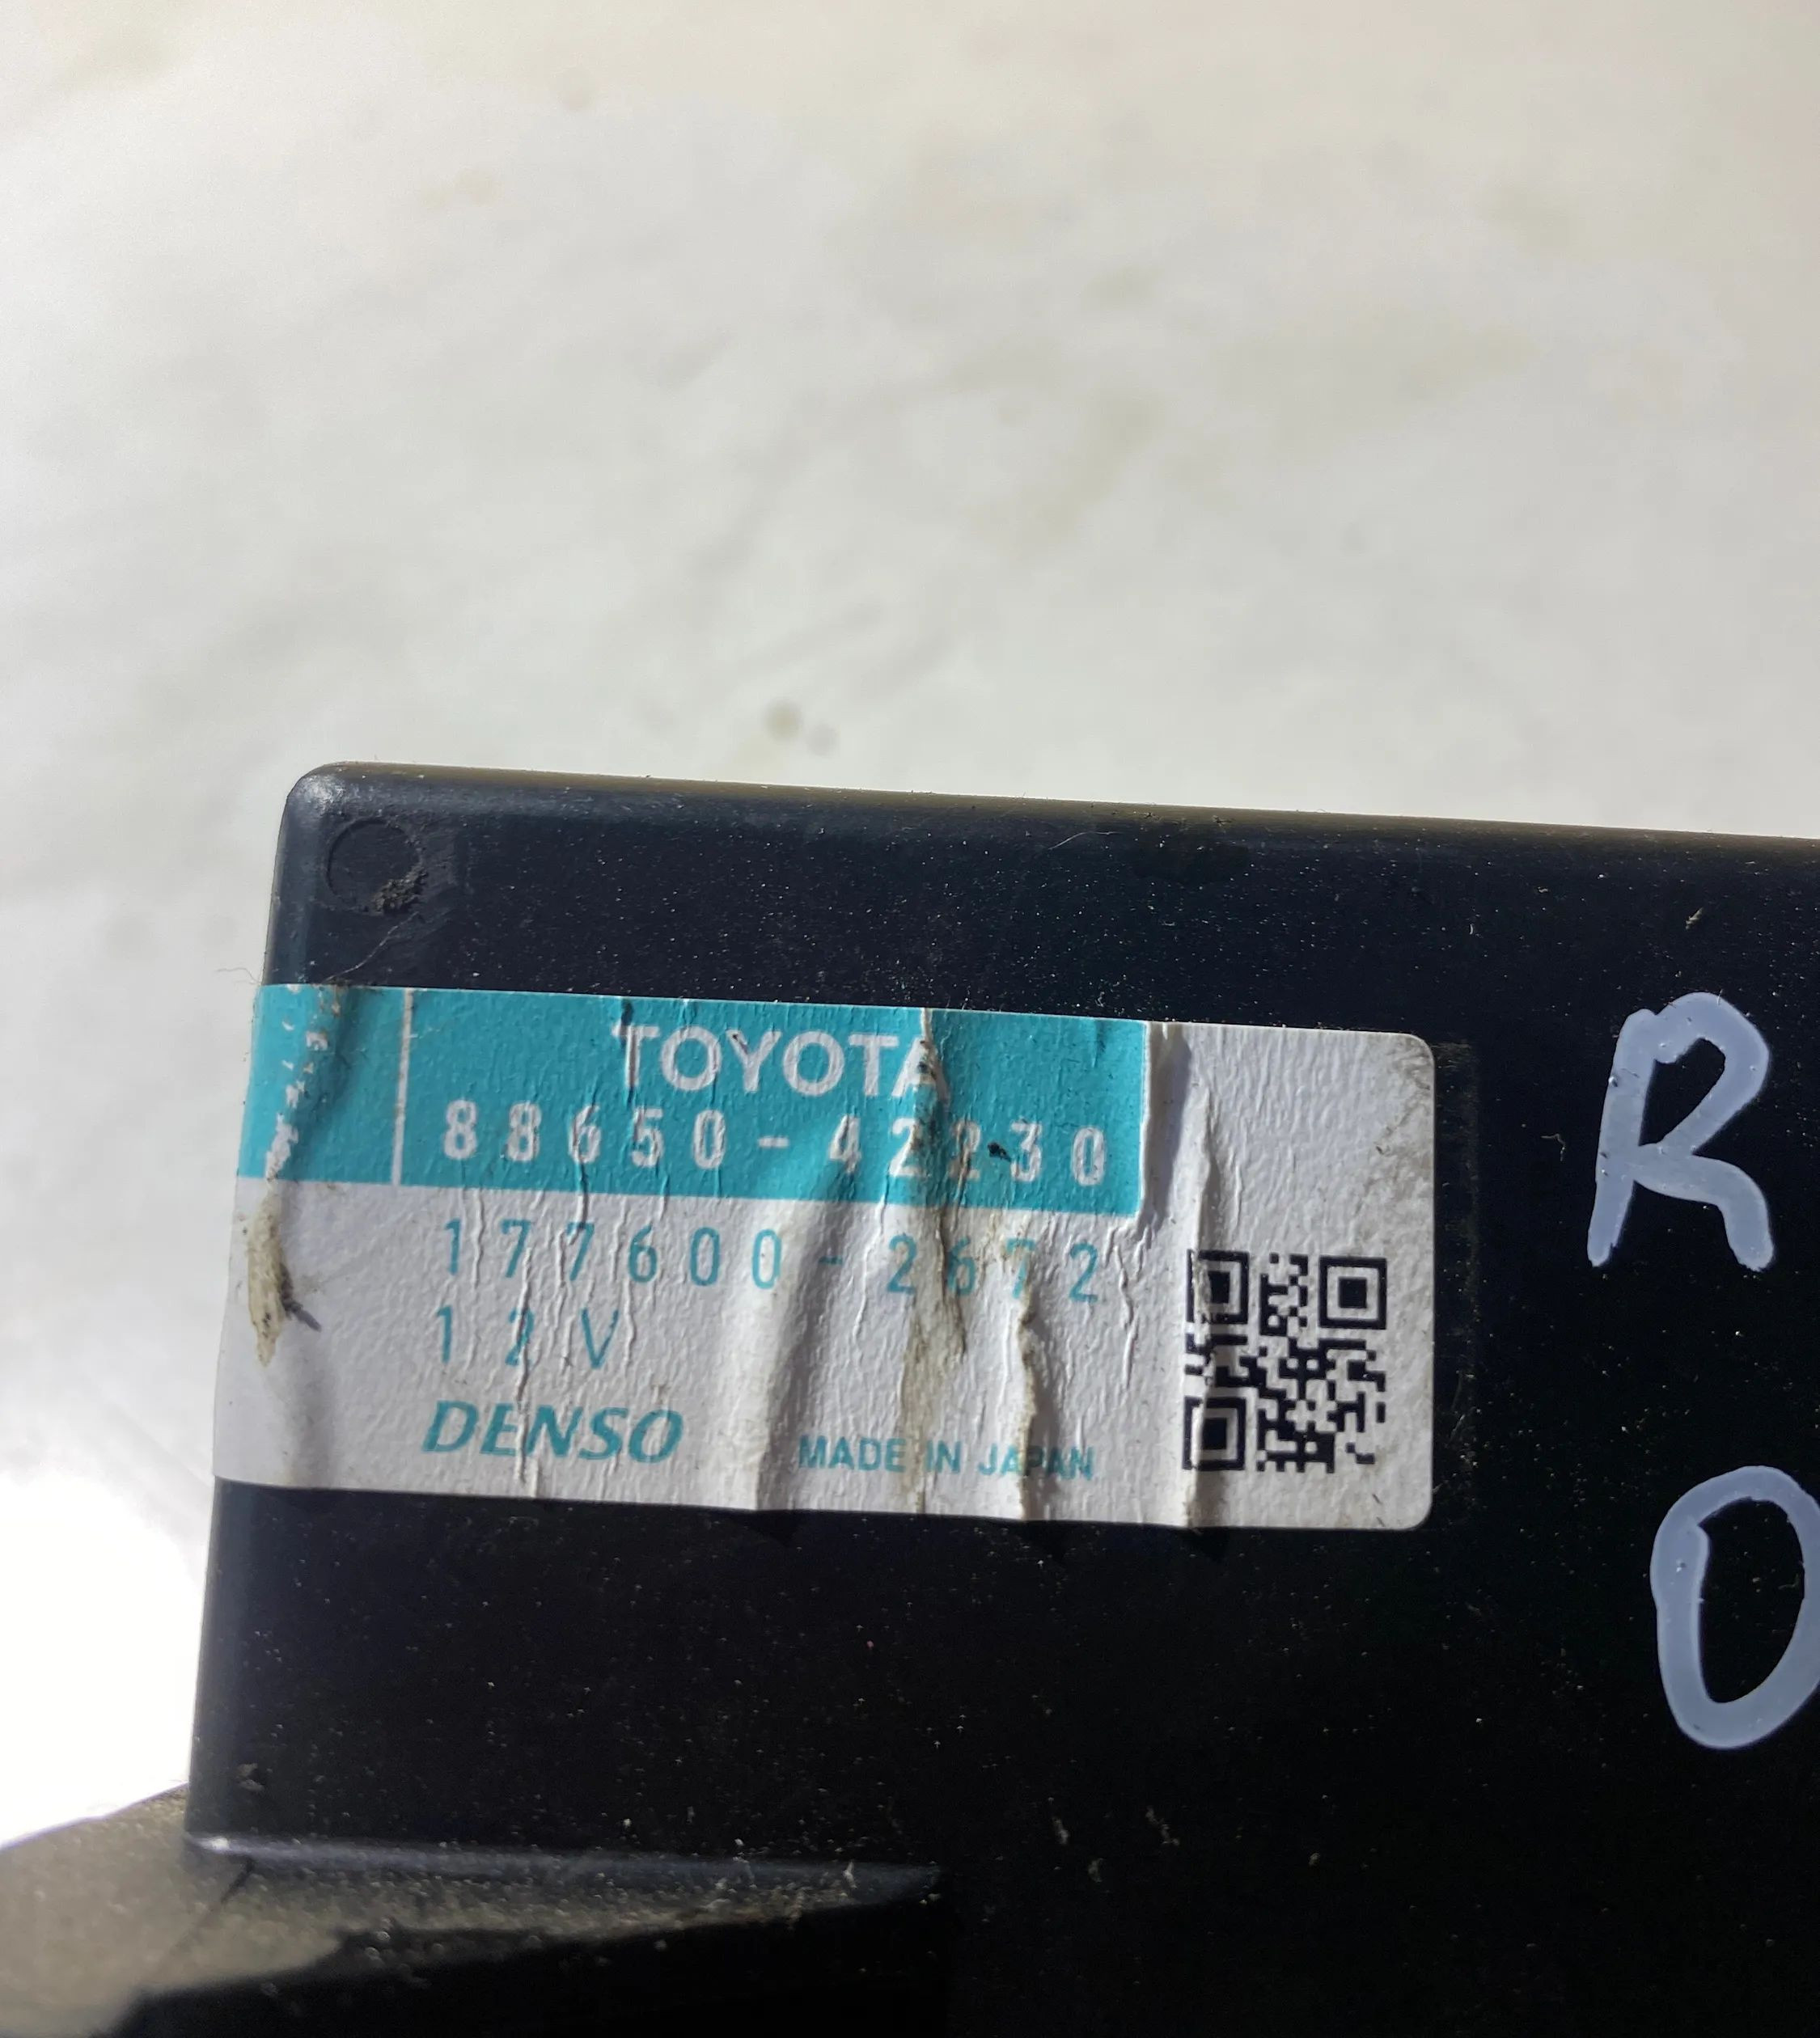 TOYOTA
88650-42230
177600-2672
12V
DENSO MADE IN JAPAN
R
0